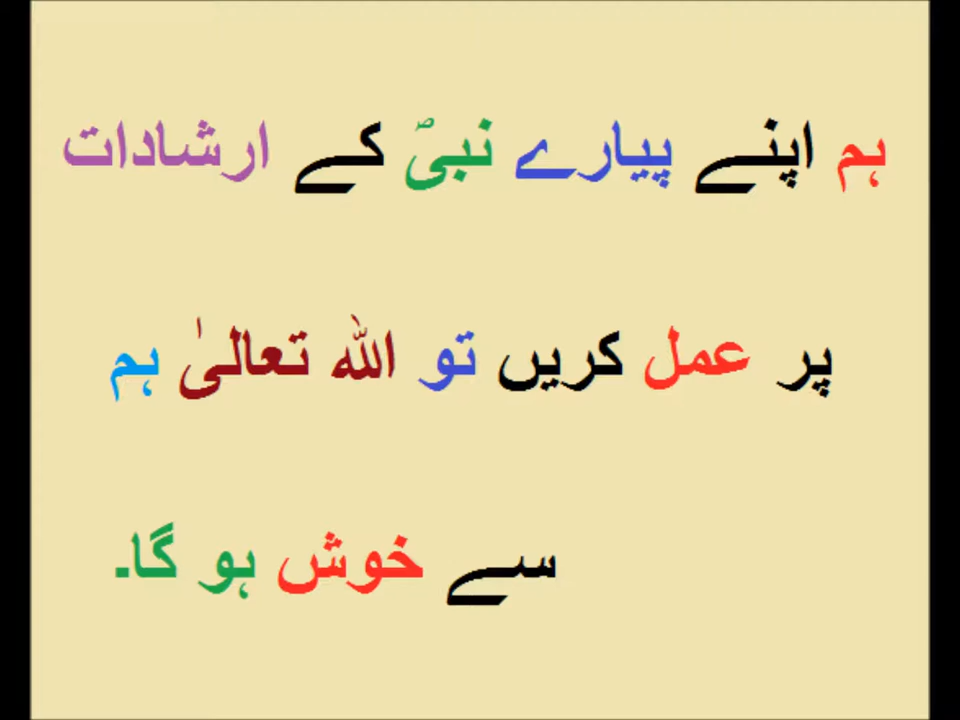 ہم اپنے پیارے نبیؐ کے ارشادات
پر عمل کریں تو اللہ تعالیٰ ہم
سے خوش ہو گا۔